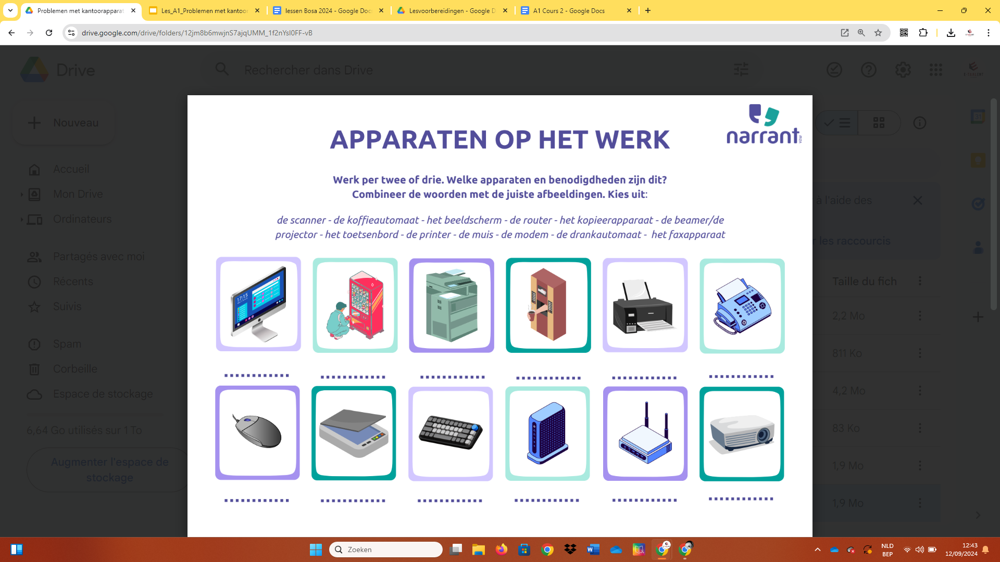 Problemen met kantoorapparat
Les_A1_Problemen met kantoor
lessen Bosa 2024 - Google Doc
Lesvoorbereidingen - Google D
A1 Cours 2 - Google Docs
drive.google.com/drive/folders/12jm8b6mwjnS7ajqUMM_1f2nYsl0FF-vB
Drive
Rechercher dans Drive
E-TAALENT
Nouveau
Accueil
Mon Drive
Ordinateurs
Partagés avec moi
Récents
Suivis
Spam
Corbeille
Espace de stockage
6,64 Go utilisés sur 1 To
Augmenter l'espace de
stockage
narrant
vzw
APPARATEN OP HET WERK
Werk per twee of drie. Welke apparaten en benodigdheden zijn dit?
Combineer de woorden met de juiste afbeeldingen. Kies uit:
de scanner - de koffieautomaat - het beeldscherm - de router - het kopieerapparaat - de beamer/de
projector - het toetsenbord - de printer - de muis - de modem - de drankautomaat - het faxapparaat
17:15
31
à l'aide des
r les raccourcis
Taille du fich
2,2 Mo
811 Ko
4,2 Mo
83 Ko
1,9 Mo
1,9 Mo
Zoeken
NLD
BEP
12:43
12/09/2024